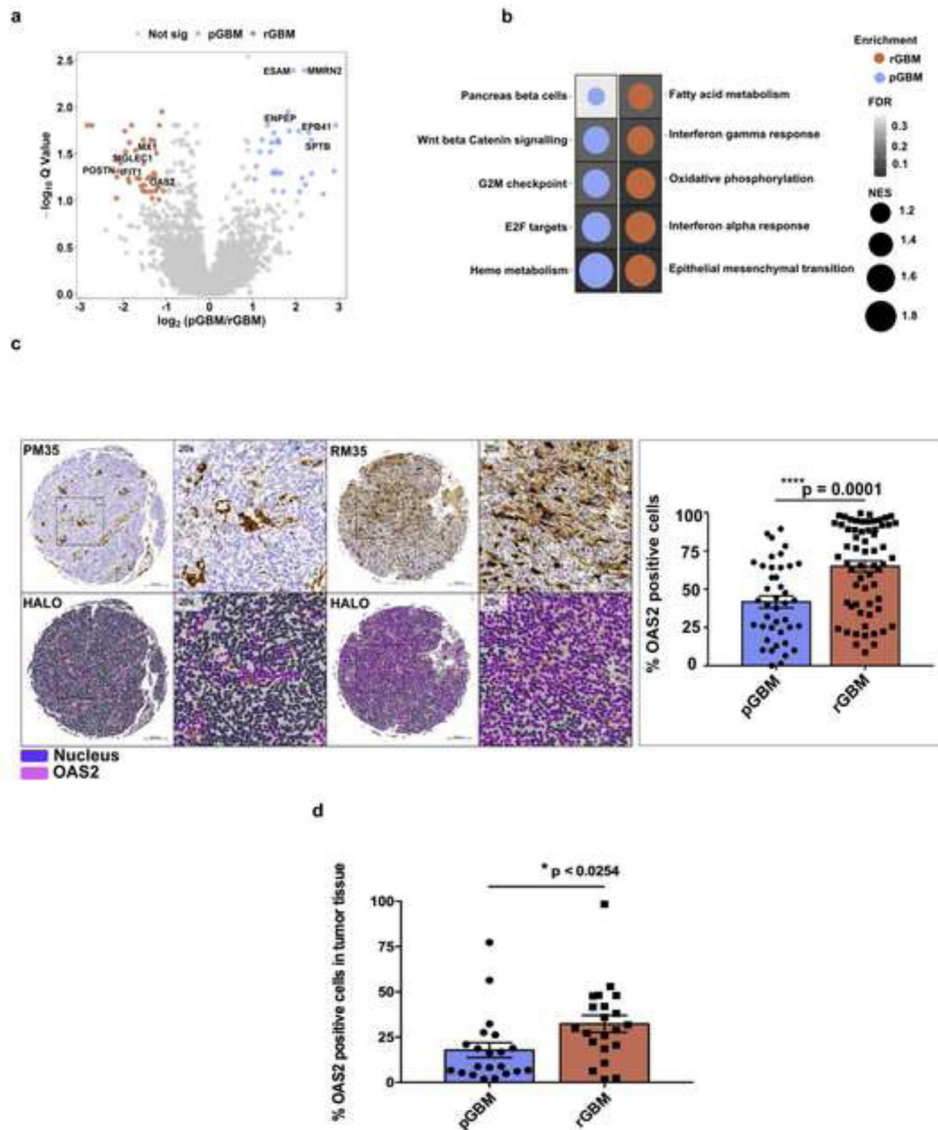 a
Not sig pGBM rGBM
2.5
2.0
1.5
1.0
0.5
0.0
-log10 Q Value
ESAM MMRN2
ENPEP EPB41
SPTB
MX1
SIGLEC1
POSTN IFIT1
OAS2
-3 -2 -1 0 1 2 3
log2 (pGBM/rGBM)
b
Pancreas beta cells Fatty acid metabolism
Wnt beta Catenin signalling Interferon gamma response
G2M checkpoint Oxidative phosphorylation
E2F targets Interferon alpha response
Heme metabolism Epithelial mesenchymal transition
Enrichment
rGBM
pGBM
FDR
0.3
0.2
0.1
NES
1.2
1.4
1.6
1.8
c
PM35 20x RM35 20x
HALO HALO
Nucleus
OAS2
****p = 0.0001
% OAS2 positive cells
100
75
50
25
0
pGBM rGBM
d
* p < 0.0254
% OAS2 positive cells in tumor tissue
100
75
50
25
0
pGBM rGBM